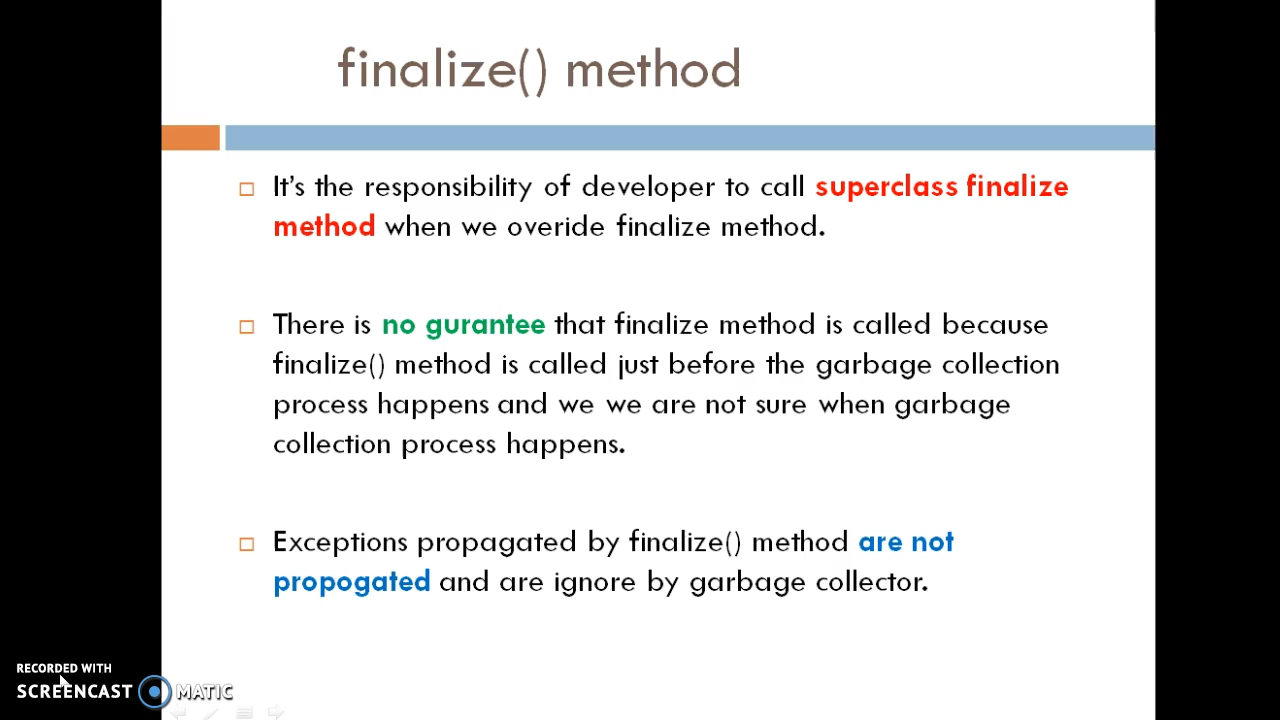 finalize() method
It's the responsibility of developer to call superclass finalize
method when we overide finalize method.
There is no gurantee that finalize method is called because
finalize() method is called just before the garbage collection
process happens and we we are not sure when garbage
collection process happens.
Exceptions propagated by finalize() method are not
propogated and are ignore by garbage collector.
RECORDED WITH
SCREENCAST MATIC